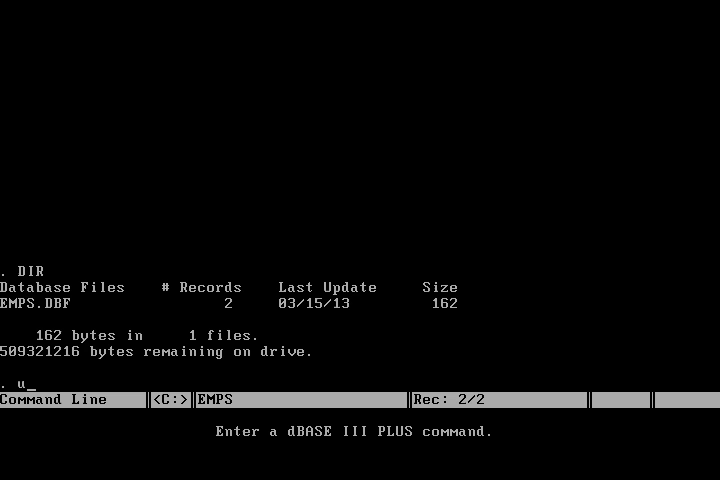 . DIR
Database Files    # Records    Last Update     Size
EMPS.DBF                 2     03/15/13         162

    162 bytes in     1 files.
509321216 bytes remaining on drive.

. u_
Command Line    ║<C:>║EMPS                   ║Rec: 2/2           ║      ║
Enter a dBASE III PLUS command.